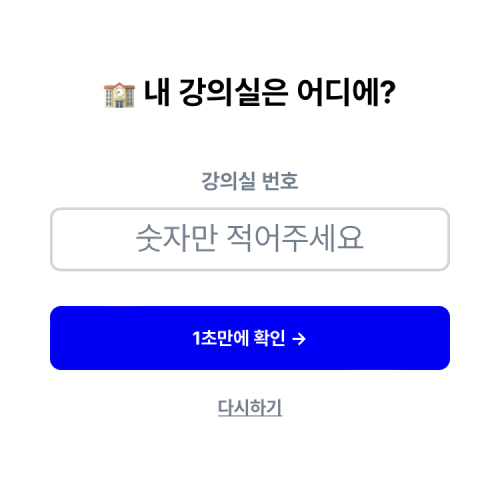 🏫 내 강의실은 어디에?
강의실 번호
숫자만 적어주세요
1초만에 확인 →
다시하기